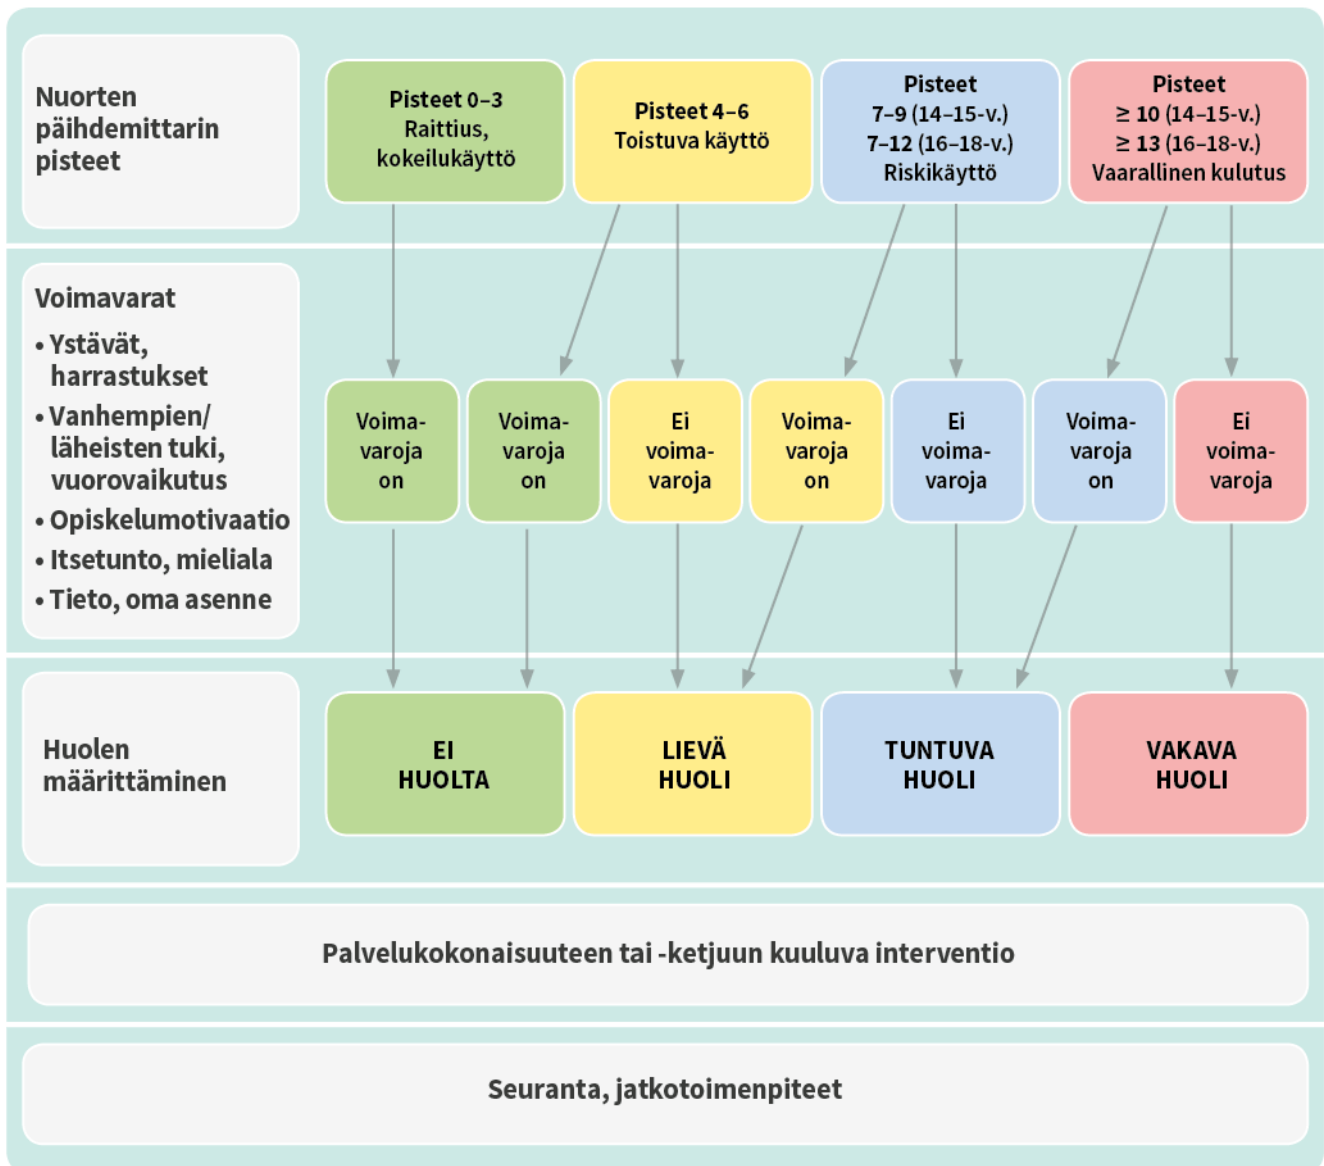 Nuorten
päihdemittarin
pisteet
Pisteet 0–3
Raittius,
kokeilukäyttö
Pisteet 4–6
Toistuva käyttö
Pisteet
7–9 (14–15-v.)
7–12 (16–18-v.)
Riskikäyttö
Pisteet
≥ 10 (14–15-v.)
≥ 13 (16–18-v.)
Vaarallinen kulutus
Voimavarat
• Ystävät,
harrastukset
• Vanhempien/
läheisten tuki,
vuorovaikutus
• Opiskelumotivaatio
• Itsetunto, mieliala
• Tieto, oma asenne
Voima-
varoja
on
Voima-
varoja
on
Ei
voima-
varoja
Voima-
varoja
on
Ei
voima-
varoja
Voima-
varoja
on
Ei
voima-
varoja
Huolen
määrittäminen
EI
HUOLTA
LIEVÄ
HUOLI
TUNTUVA
HUOLI
VAKAVA
HUOLI
Palvelukokonaisuuteen tai -ketjuun kuuluva interventio
Seuranta, jatkotoimenpiteet